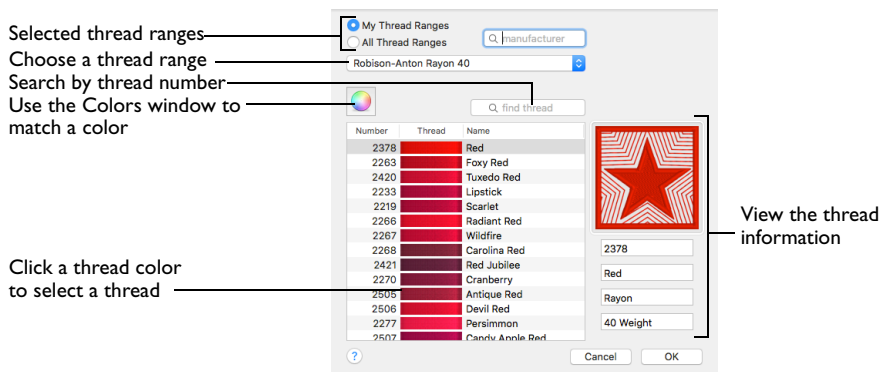 Selected thread ranges
Choose a thread range
Search by thread number
Use the Colors window to
match a color
Click a thread color
to select a thread
My Thread Ranges
All Thread Ranges
manufacturer
Robison-Anton Rayon 40
find thread
Number Thread Name
2378 Red
2263 Foxy Red
2420 Tuxedo Red
2233 Lipstick
2219 Scarlet
2266 Radiant Red
2267 Wildfire
2268 Carolina Red
2421 Red Jubilee
2270 Cranberry
2505 Antique Red
2506 Devil Red
2277 Persimmon
2507 Candy Apple Red
2378
Red
Rayon
40 Weight
?
Cancel OK
View the thread
information